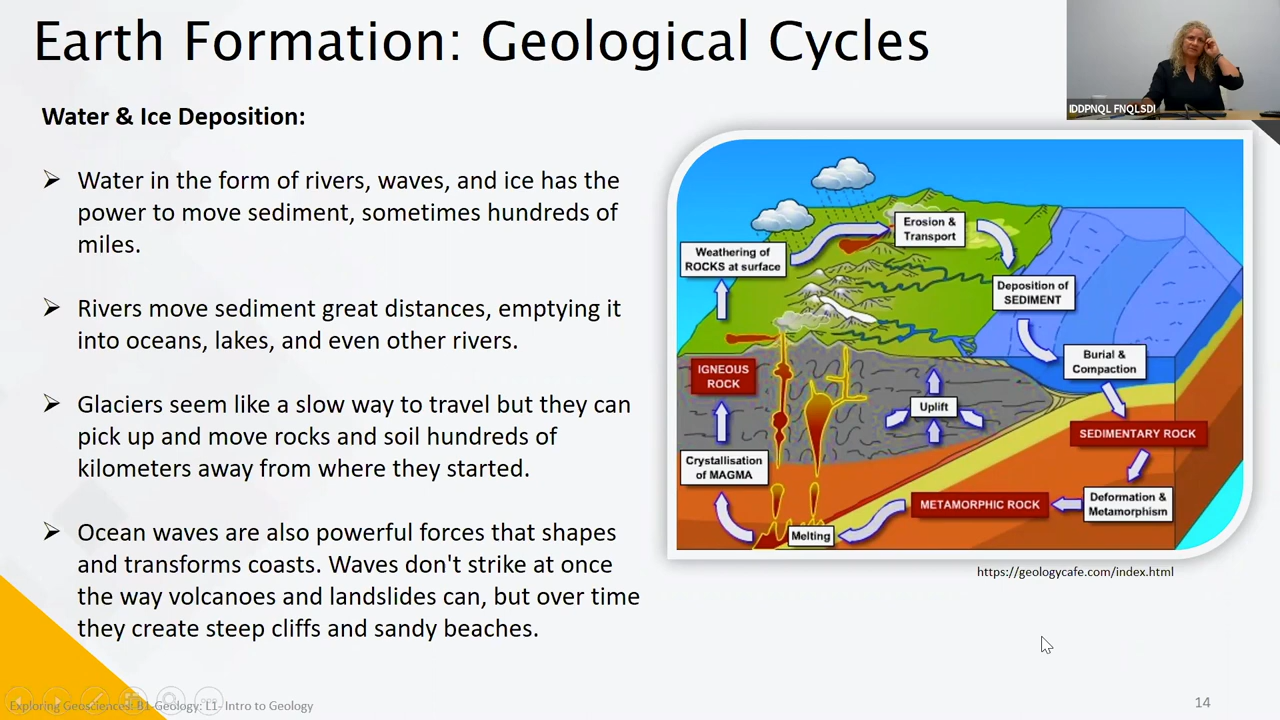 Earth Formation: Geological Cycles
IDDPNQL FNQLSDI
Water & Ice Deposition:
Water in the form of rivers, waves, and ice has the
power to move sediment, sometimes hundreds of
miles.
Rivers move sediment great distances, emptying it
into oceans, lakes, and even other rivers.
Glaciers seem like a slow way to travel but they can
pick up and move rocks and soil hundreds of
kilometers away from where they started.
Ocean waves are also powerful forces that shapes
and transforms coasts. Waves don't strike at once
the way volcanoes and landslides can, but over time
they create steep cliffs and sandy beaches.
Weathering of
ROCKS at surface
Erosion &
Transport
Deposition of
SEDIMENT
Burial &
Compaction
SEDIMENTARY ROCK
Deformation &
Metamorphism
METAMORPHIC ROCK
Melting
Crystallisation
of MAGMA
IGNEOUS
ROCK
Uplift
https://geologycafe.com/index.html
Exploring Geosciences: B1-Geology: L1- Intro to Geology
14